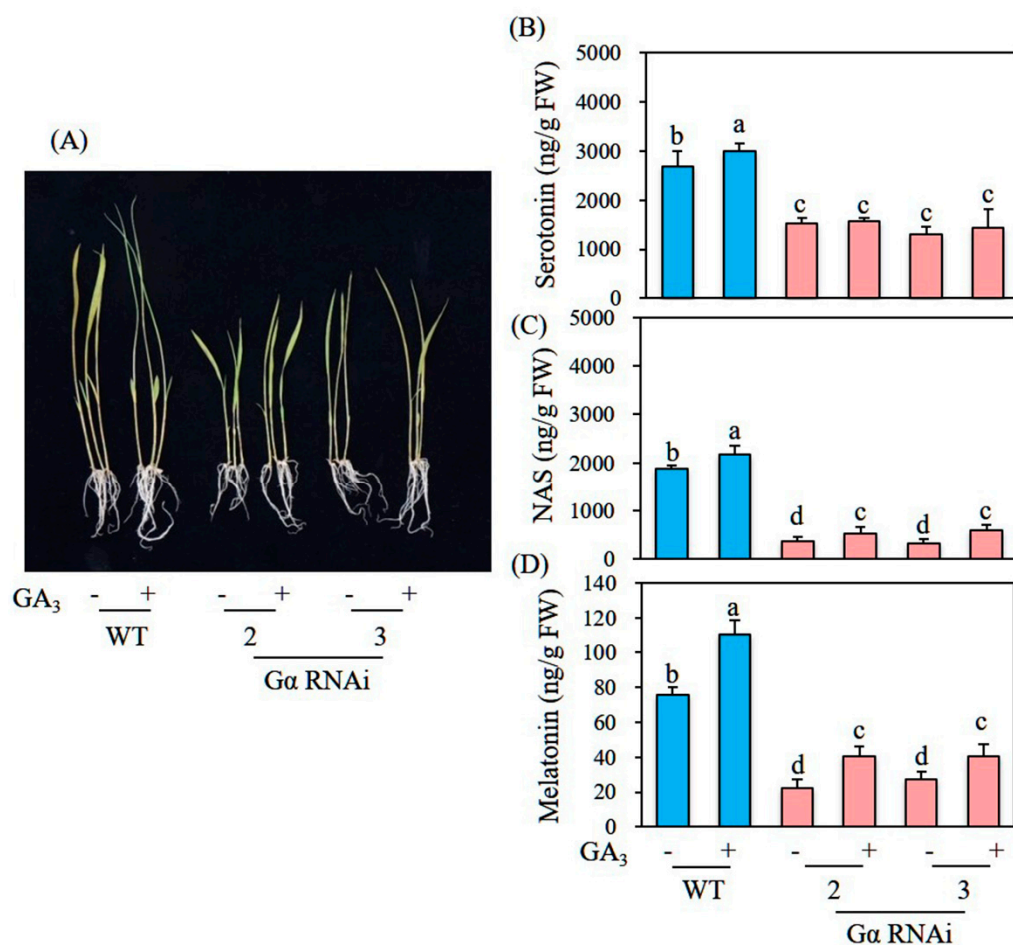 (A)
GA3 - + - + - +
WT 2 3
Gα RNAi
(B)
Serotonin (ng/g FW)
5000
4000
3000
2000
1000
0
b a c c c c
(C)
NAS (ng/g FW)
5000
4000
3000
2000
1000
0
b a d c d c
(D)
Melatonin (ng/g FW)
140
120
100
80
60
40
20
0
b a d c d c
GA3 - + - + - +
WT 2 3
Gα RNAi